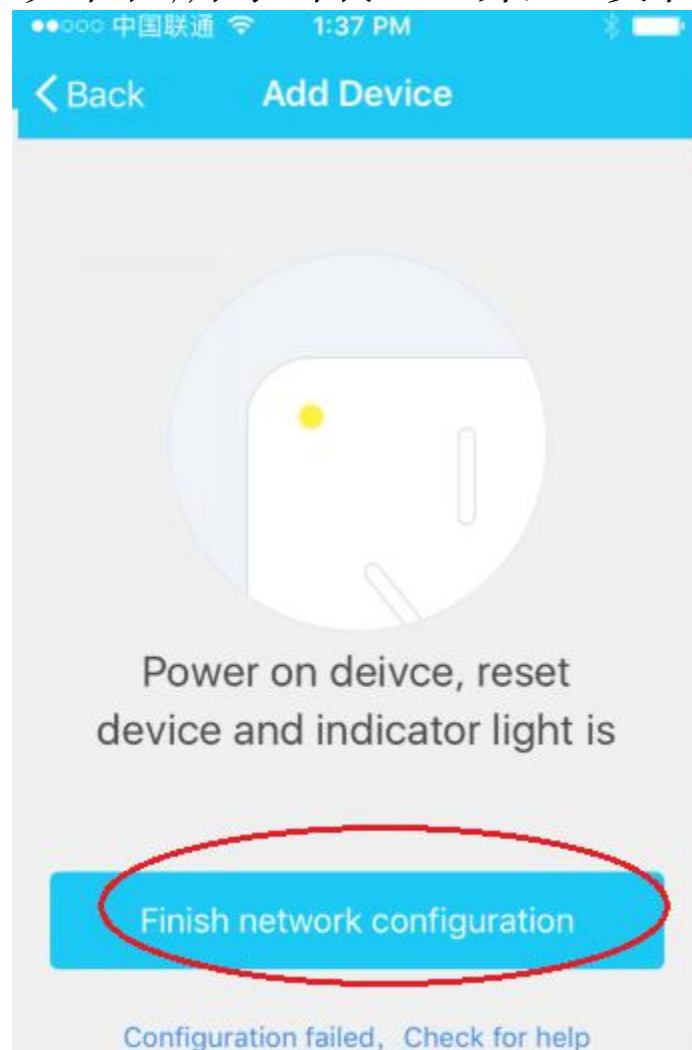 中国联通 1:37 PM
Back Add Device
Power on deivce, reset
device and indicator light is
Finish network configuration
Configuration failed, Check for help